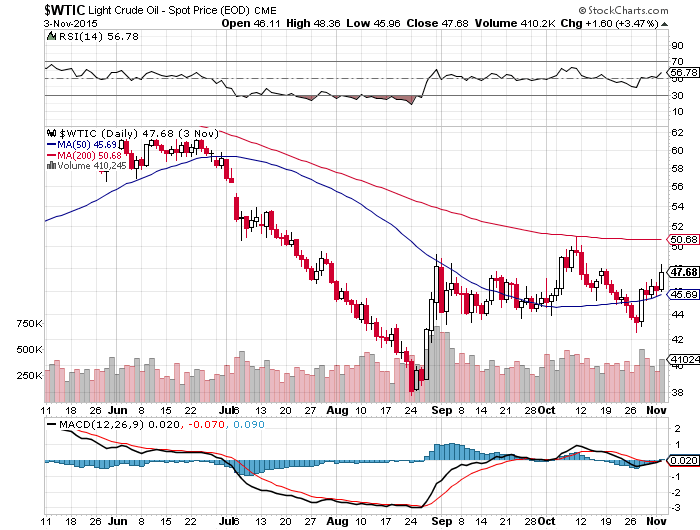 $WTIC Light Crude Oil - Spot Price (EOD) CME © StockCharts.com
3-Nov-2015 Open 46.11 High 48.36 Low 45.96 Close 47.68 Volume 410.2K Chg +1.60 (+3.47%)
RSI(14) 56.78
90
70
56.78
50
30
10
$WTIC (Daily) 47.68 (3 Nov)
MA(50) 45.69
MA(200) 50.68
Volume 410,245
62
60
58
56
54
52
50.68
50
48
47.68
46
45.69
44
750K
42
500K
40
41024
250K
38
11 18 26 Jun 8 15 22 Jul6 13 20 27 Aug 10 17 24 Sep 8 14 21 28 Oct 12 19 26 Nov
MACD(12,26,9) 0.020, -0.070, 0.090
2
1
0.020
-1
-2
-3
11 18 26 Jun 8 15 22 Jul6 13 20 27 Aug 10 17 24 Sep 8 14 21 28 Oct 12 19 26 Nov